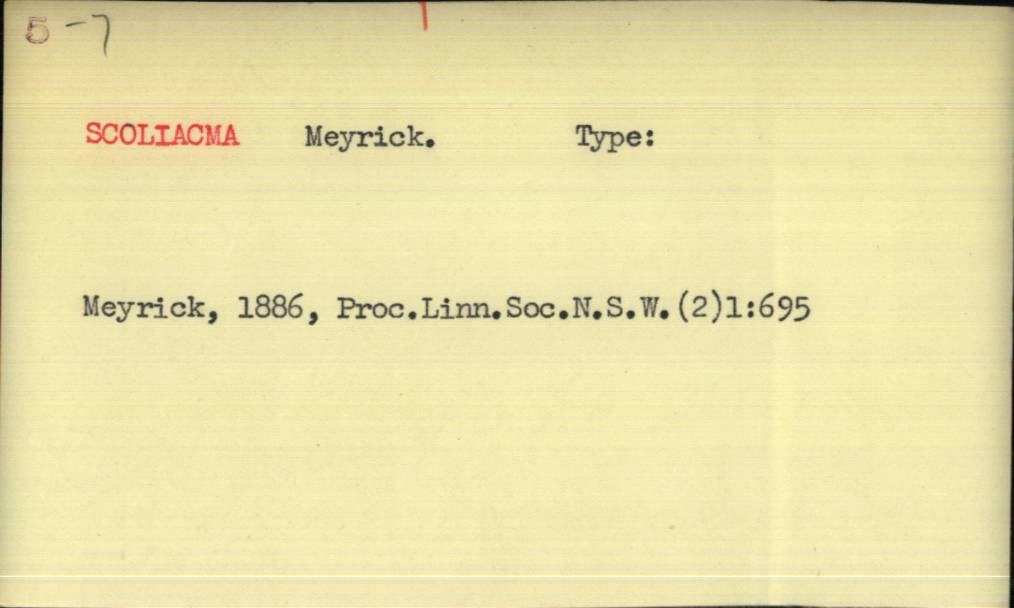 5 -7
SCOLIACMA Meyrick. Type:
Meyrick, 1886, Proc.Linn.Soc.N.S.W.(2)1:695